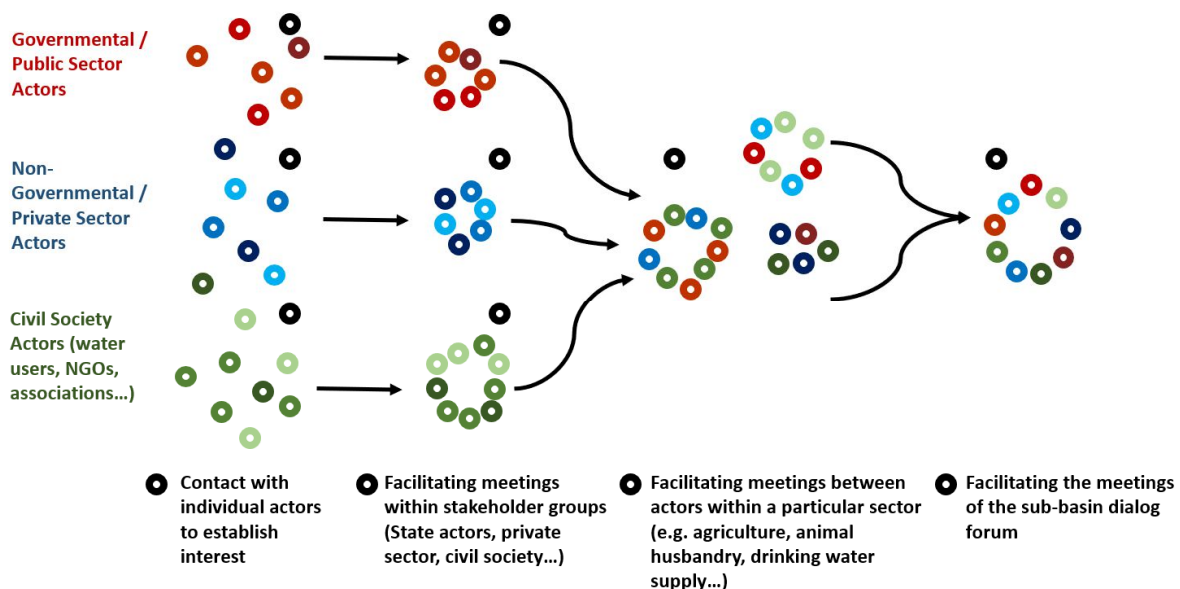 Governmental /
Public Sector
Actors
Non-
Governmental /
Private Sector
Actors
Civil Society
Actors (water
users, NGOs,
associations...)
Contact with
individual actors
to establish
interest
Facilitating meetings
within stakeholder groups
(State actors, private
sector, civil society...)
Facilitating meetings between
actors within a particular sector
(e.g. agriculture, animal
husbandry, drinking water
supply...)
Facilitating the meetings
of the sub-basin dialog
forum